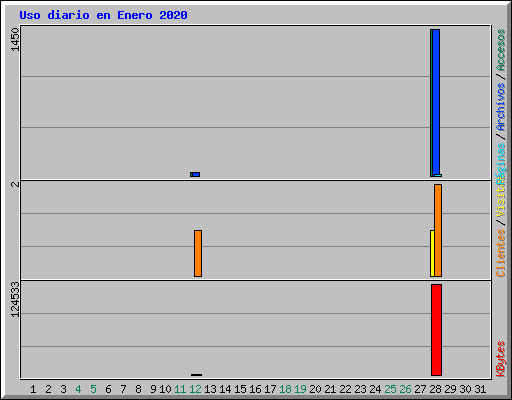 Uso diario en Enero 2020
1450
2
124533
Clientes / Visitas
Páginas / Archivos / Accesos
KBytes
1 2 3 4 5 6 7 8 9 10 11 12 13 14 15 16 17 18 19 20 21 22 23 24 25 26 27 28 29 30 31